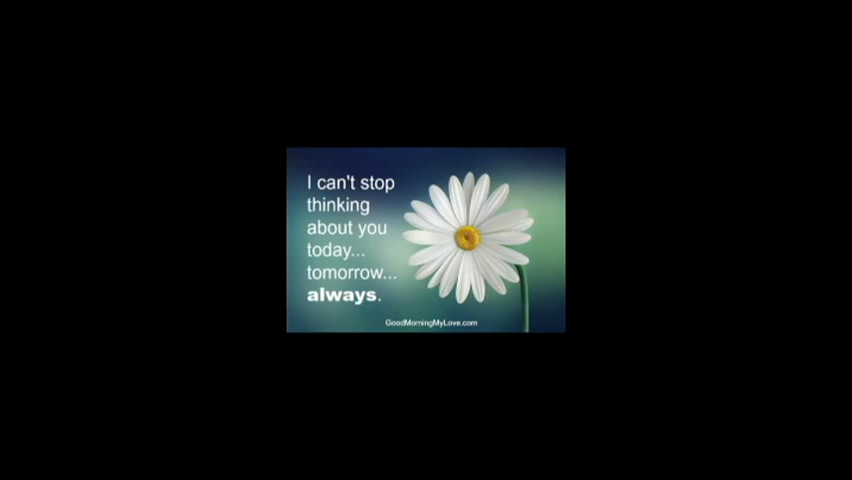 I can't stop
thinking
about you
today...
tomorrow...
always.
GoodMorningMyLove.com